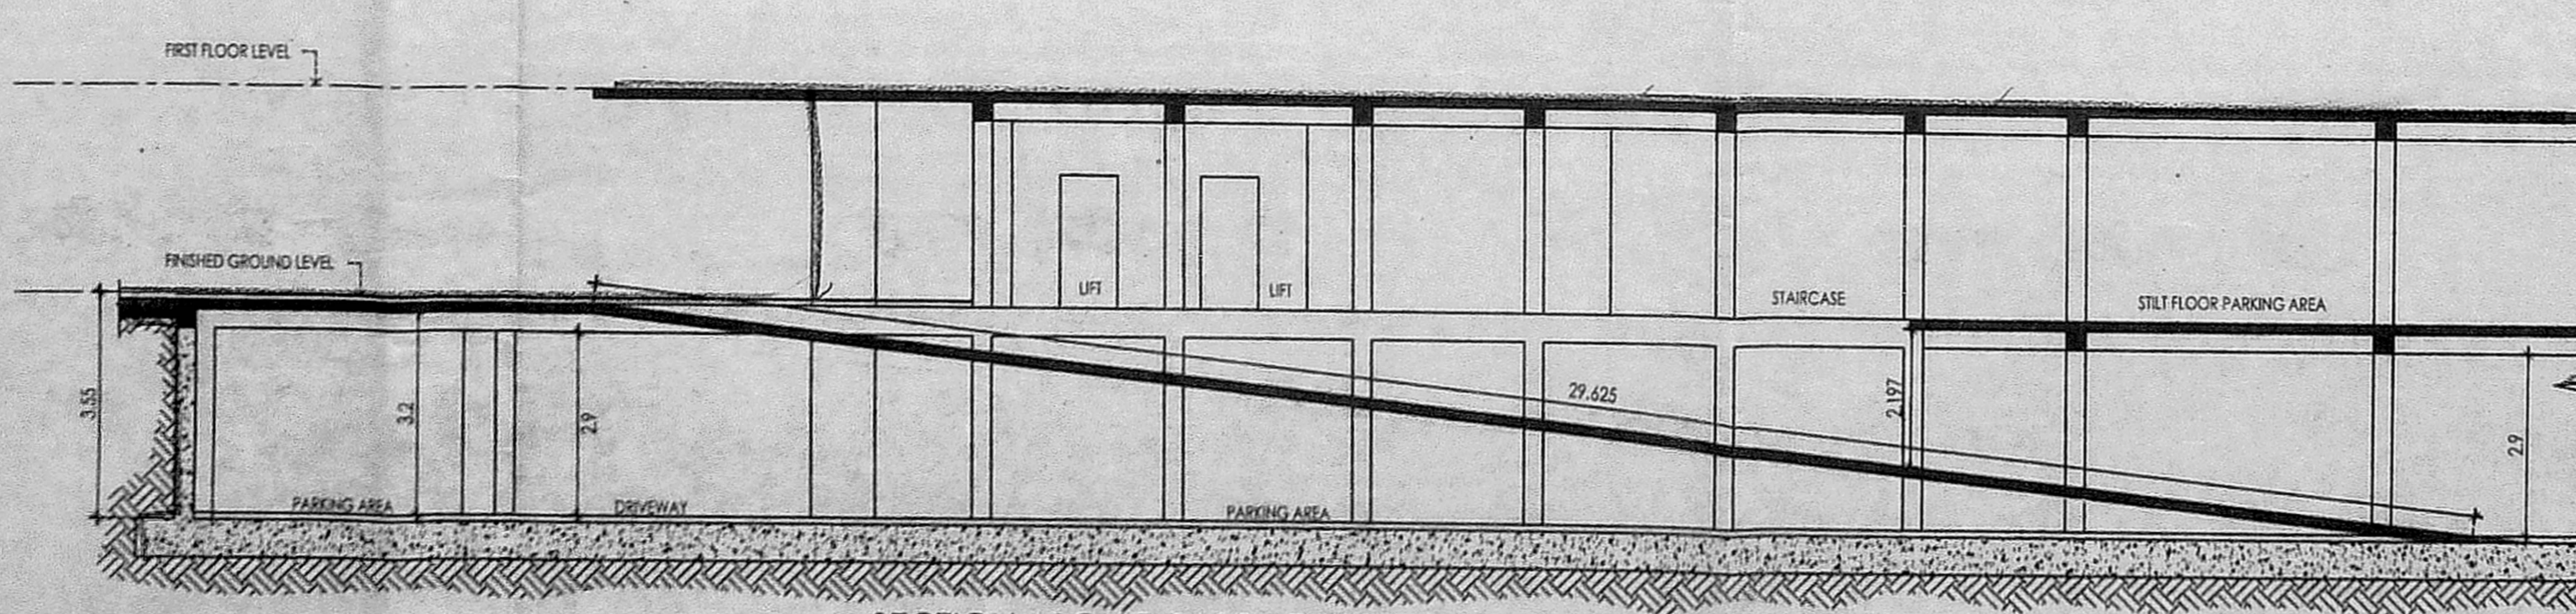 FIRST FLOOR LEVEL
FINISHED GROUND LEVEL
LIFT
LIFT
STAIRCASE
STILT FLOOR PARKING AREA
3.55
3.2
2.9
29.625
2.197
2.9
PARKING AREA
DRIVEWAY
PARKING AREA